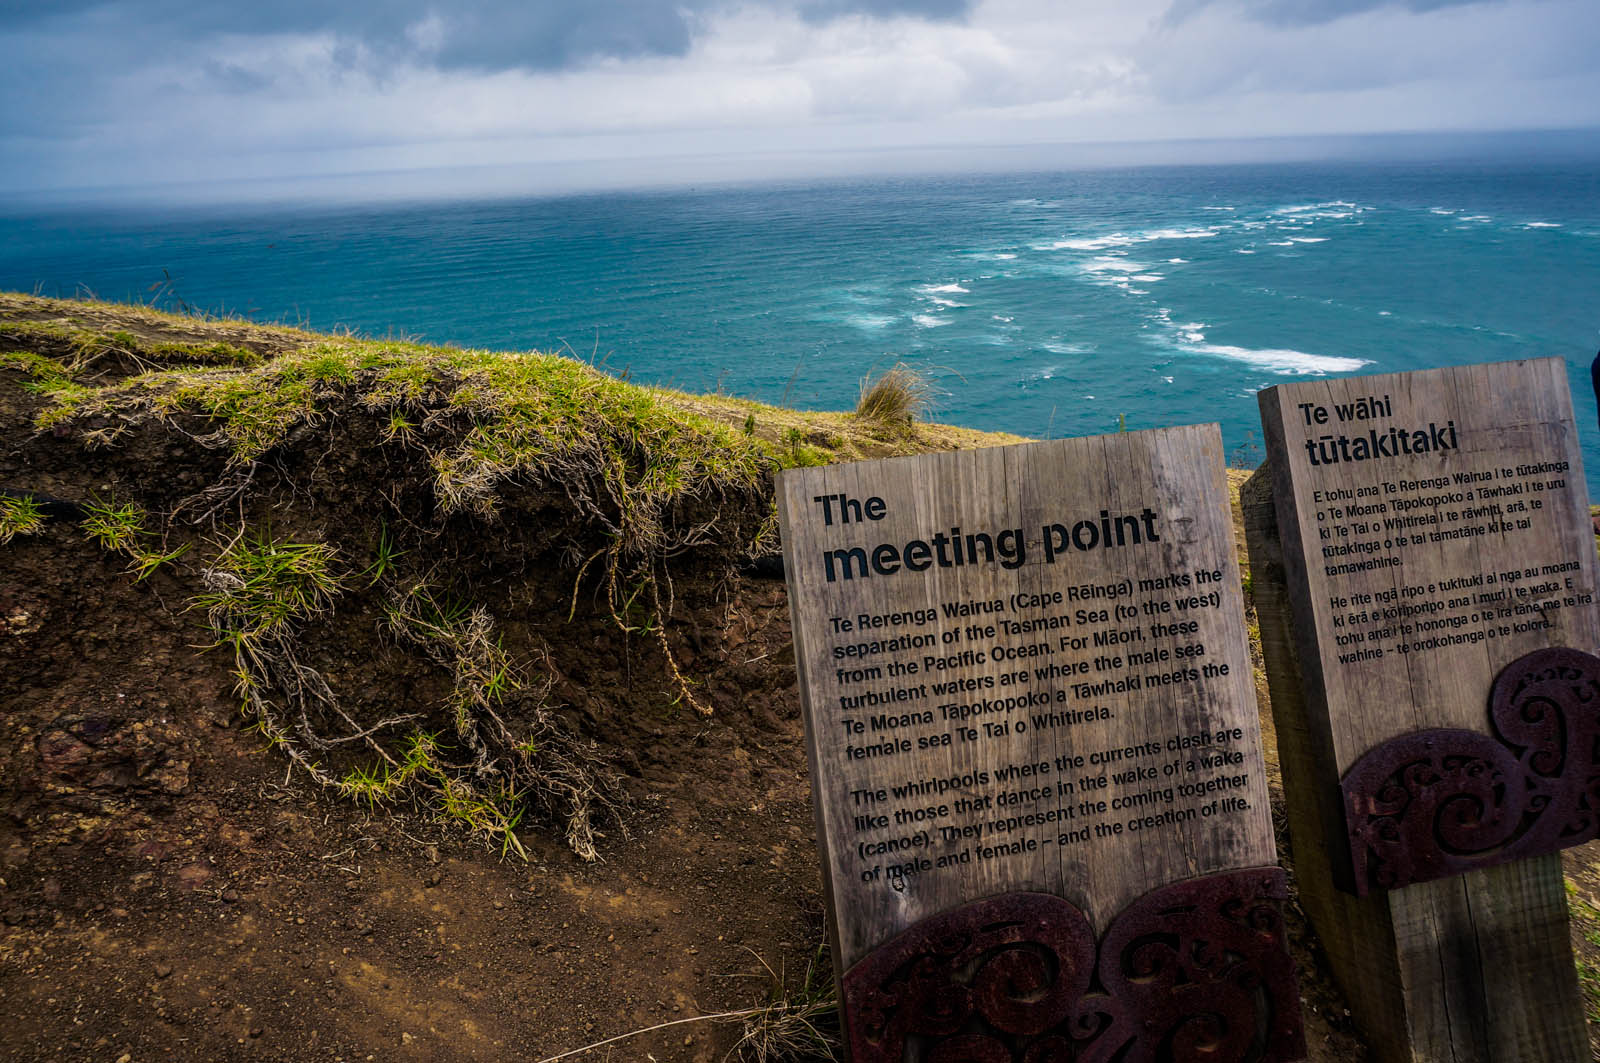 The
meeting point
Te Rerenga Wairua (Cape Rēinga) marks the
separation of the Tasman Sea (to the west)
from the Pacific Ocean. For Māori, these
turbulent waters are where the male sea
Te Moana Tāpokopoko a Tāwhaki meets the
female sea Te Tai o Whitirela.
The whirlpools where the currents clash are
like those that dance in the wake of a waka
(canoe). They represent the coming together
of male and female – and the creation of life.
Te wāhi
tūtakitaki
E tohu ana Te Rerenga Wairua i te tūtakinga
o Te Moana Tāpokopoko a Tāwhaki i te uru
ki Te Tai o Whitirela i te rāwhiti, arā, te
tūtakinga o te tai tamatāne ki te tai
tamawahine.
He rite ngā ripo e tukituki ai nga au moana
ki ērā e kōriporipo ana i muri i te waka. E
tohu ana i te hononga o te ira tāne me te ira
wahine – te orokohanga o te koiora.